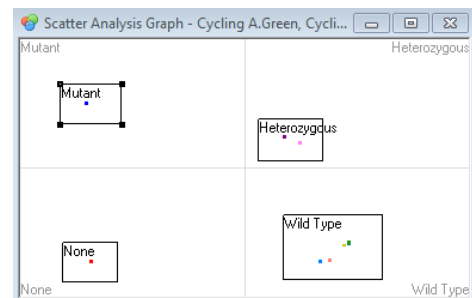 Scatter Analysis Graph - Cycling A.Green, Cycli...
Mutant
Heterozygous
Mutant
Heterozygous
Wild Type
None
None
Wild Type